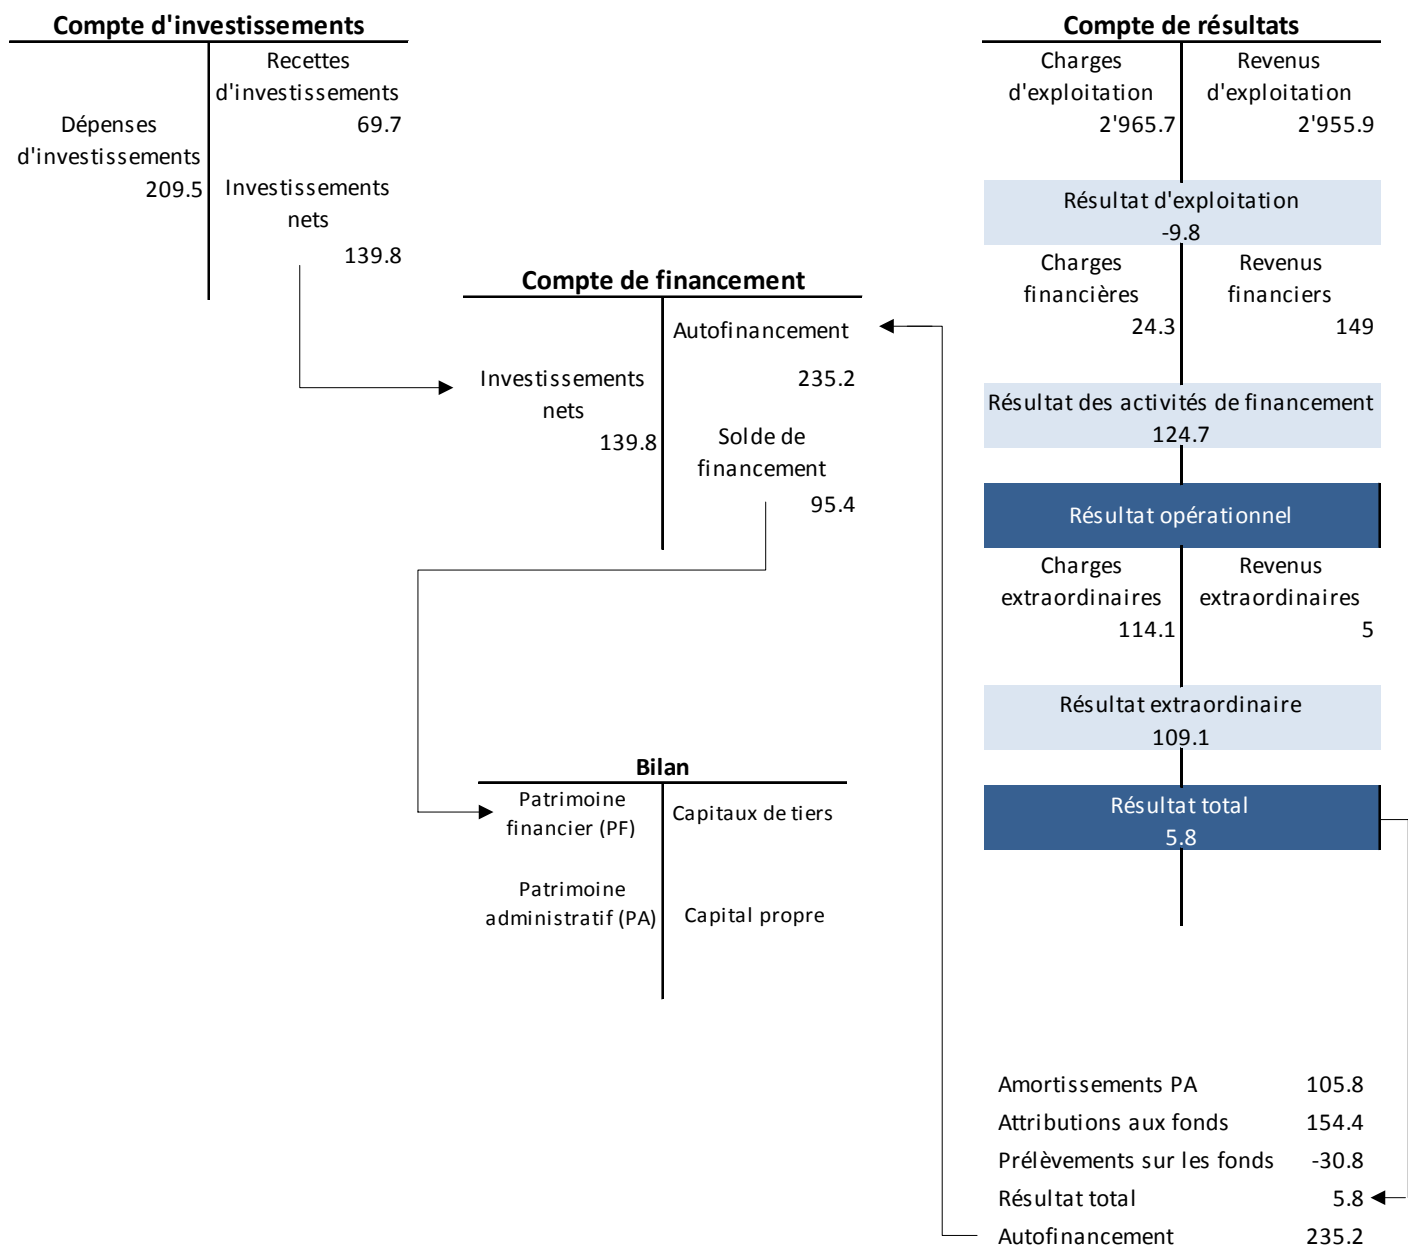 Compte d'investissements
Recettes
d'investissements
69.7
Dépenses
d'investissements
209.5
Investissements
nets
139.8
Compte de financement
Autofinancement
235.2
Investissements
nets
139.8
Solde de
financement
95.4
Bilan
Patrimoine
financier (PF)
Capitaux de tiers
Patrimoine
administratif (PA)
Capital propre
Compte de résultats
Charges
d'exploitation
2'965.7
Revenus
d'exploitation
2'955.9
Résultat d'exploitation
-9.8
Charges
financières
24.3
Revenus
financiers
149
Résultat des activités de financement
124.7
Résultat opérationnel
Charges
extraordinaires
114.1
Revenus
extraordinaires
5
Résultat extraordinaire
109.1
Résultat total
5.8
Amortissements PA 105.8
Attributions aux fonds 154.4
Prélèvements sur les fonds -30.8
Résultat total 5.8
Autofinancement 235.2